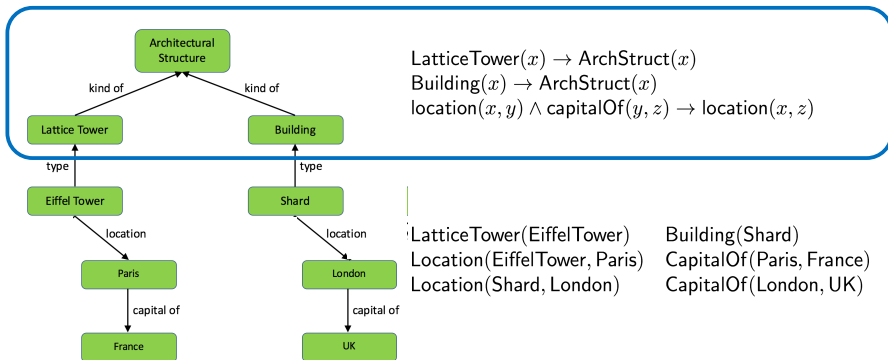 Architectural
Structure
kind of
kind of
Lattice Tower
Building
LatticeTower(x) → ArchStruct(x)
Building(x) → ArchStruct(x)
location(x, y) ∧ capitalOf(y, z) → location(x, z)
type
type
Eiffel Tower
Shard
location
location
Paris
London
capital of
capital of
France
UK
LatticeTower(EiffelTower) Building(Shard)
Location(EiffelTower, Paris) CapitalOf(Paris, France)
Location(Shard, London) CapitalOf(London, UK)